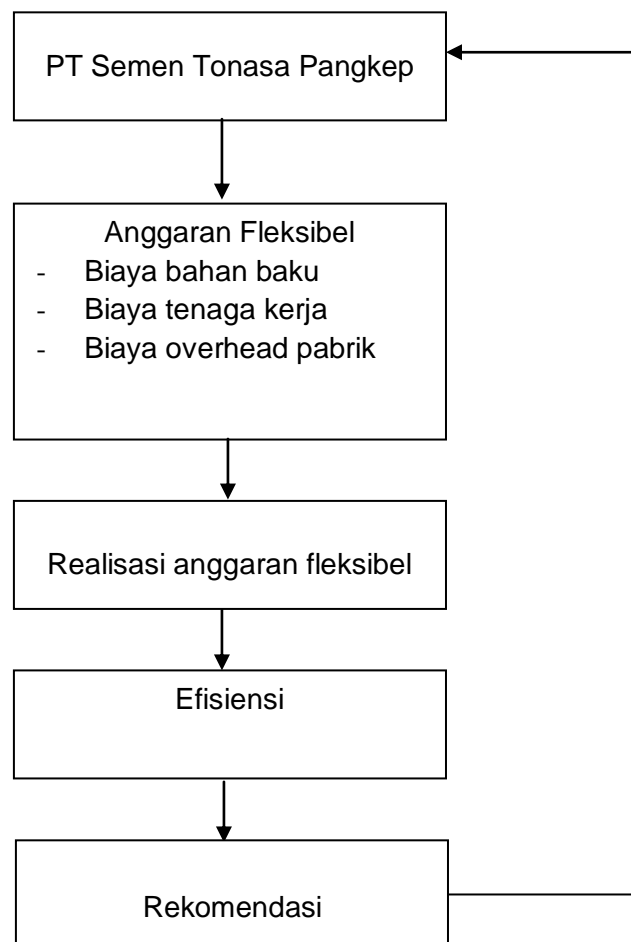 PT Semen Tonasa Pangkep
Anggaran Fleksibel
- Biaya bahan baku
- Biaya tenaga kerja
- Biaya overhead pabrik
Realisasi anggaran fleksibel
Efisiensi
Rekomendasi